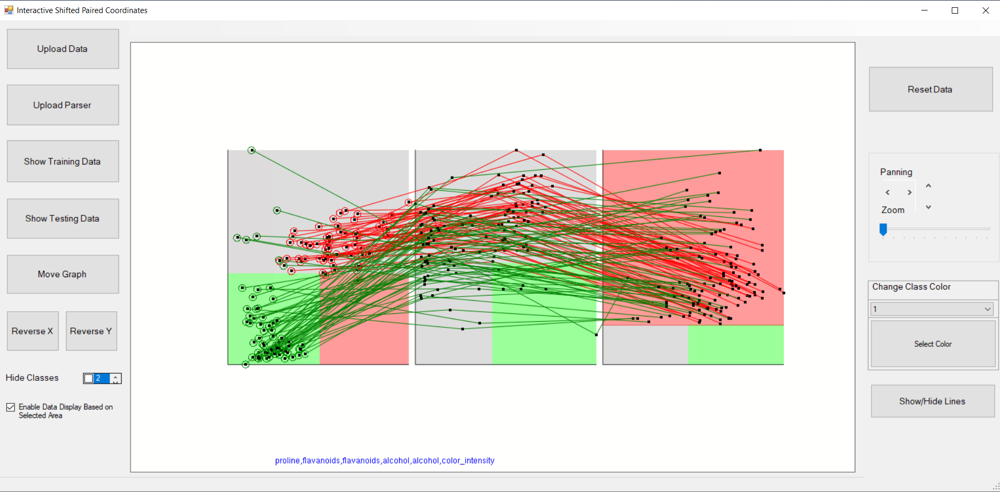 Interactive Shifted Paired Coordinates
Upload Data
Upload Parser
Show Training Data
Show Testing Data
Move Graph
Reverse X
Reverse Y
Hide Classes
2
Enable Data Display Based on
Selected Area
proline,flavanoids,flavanoids,alcohol,alcohol,color_intensity
Reset Data
Panning
Zoom
Change Class Color
1
Select Color
Show/Hide Lines